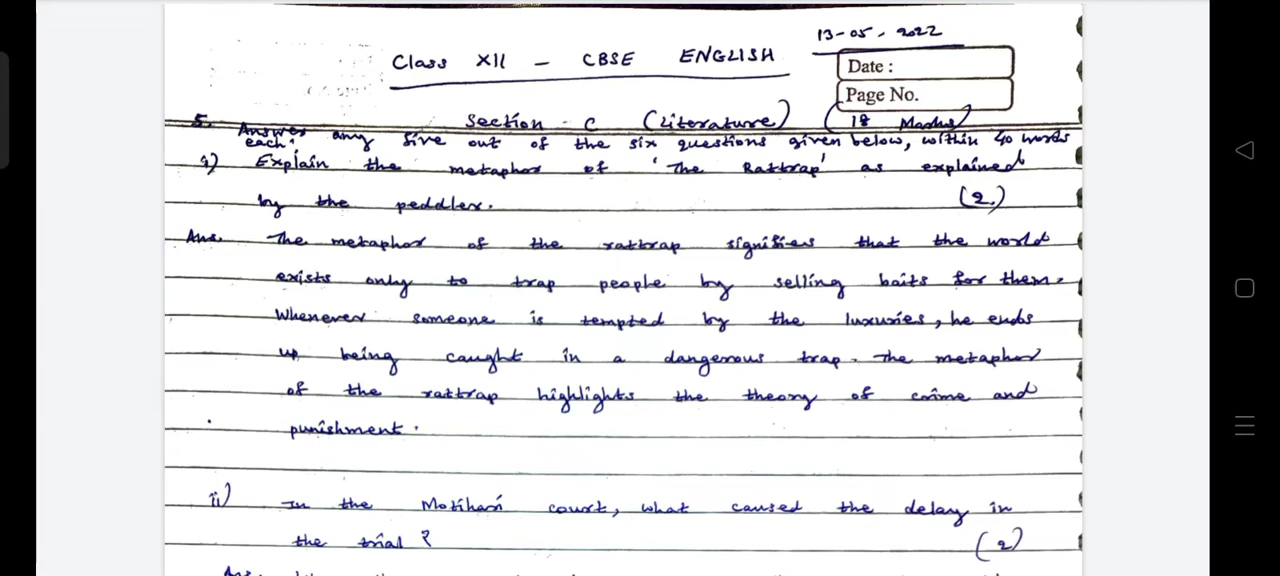 13-05-2022
Class XII - CBSE ENGLISH
Date :
Page No.
Section - C (Literature) (18 Marks)
5. Answer any five out of the six questions given below, within 40 words
each.
i) Explain the metaphor of 'The Rattrap' as explained
by the peddler. (2.)
Ans. The metaphor of the rattrap signifies that the world
exists only to trap people by selling baits for them.
Whenever someone is tempted by the luxuries, he ends
up being caught in a dangerous trap. The metaphor
of the rattrap highlights the theory of crime and
punishment.
ii) In the Motihari court, what caused the delay in
the trial ? (2)
Ans.